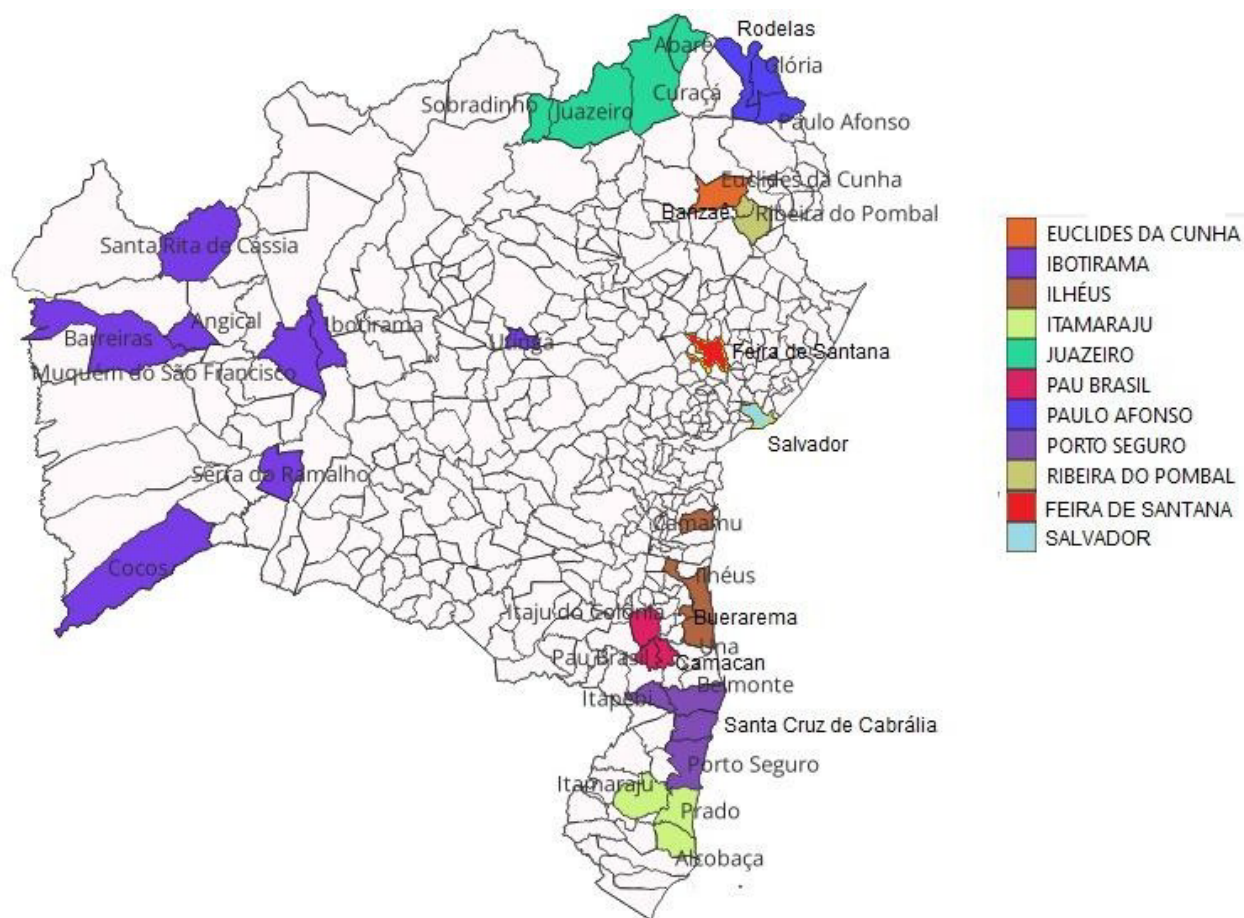 Rodelas
Abaré
Glória
Sobradinho
Juazeiro
Curaçá
Paulo Afonso
Euclides da Cunha
Banzaê
Ribeira do Pombal
Santa Rita de Cássia
Angical
Ibotirama
Barreiras
Utinga
Feira de Santana
Muquém do São Francisco
Salvador
Serra do Ramalho
Camamu
Cocos
Ilhéus
Itaju do Colônia
Buerarema
Una
Pau Brasil
Camacan
Belmonte
Itapebi
Santa Cruz de Cabrália
Porto Seguro
Itamaraju
Prado
Alcobaça
EUCLIDES DA CUNHA
IBOTIRAMA
ILHÉUS
ITAMARAJU
JUAZEIRO
PAU BRASIL
PAULO AFONSO
PORTO SEGURO
RIBEIRA DO POMBAL
FEIRA DE SANTANA
SALVADOR